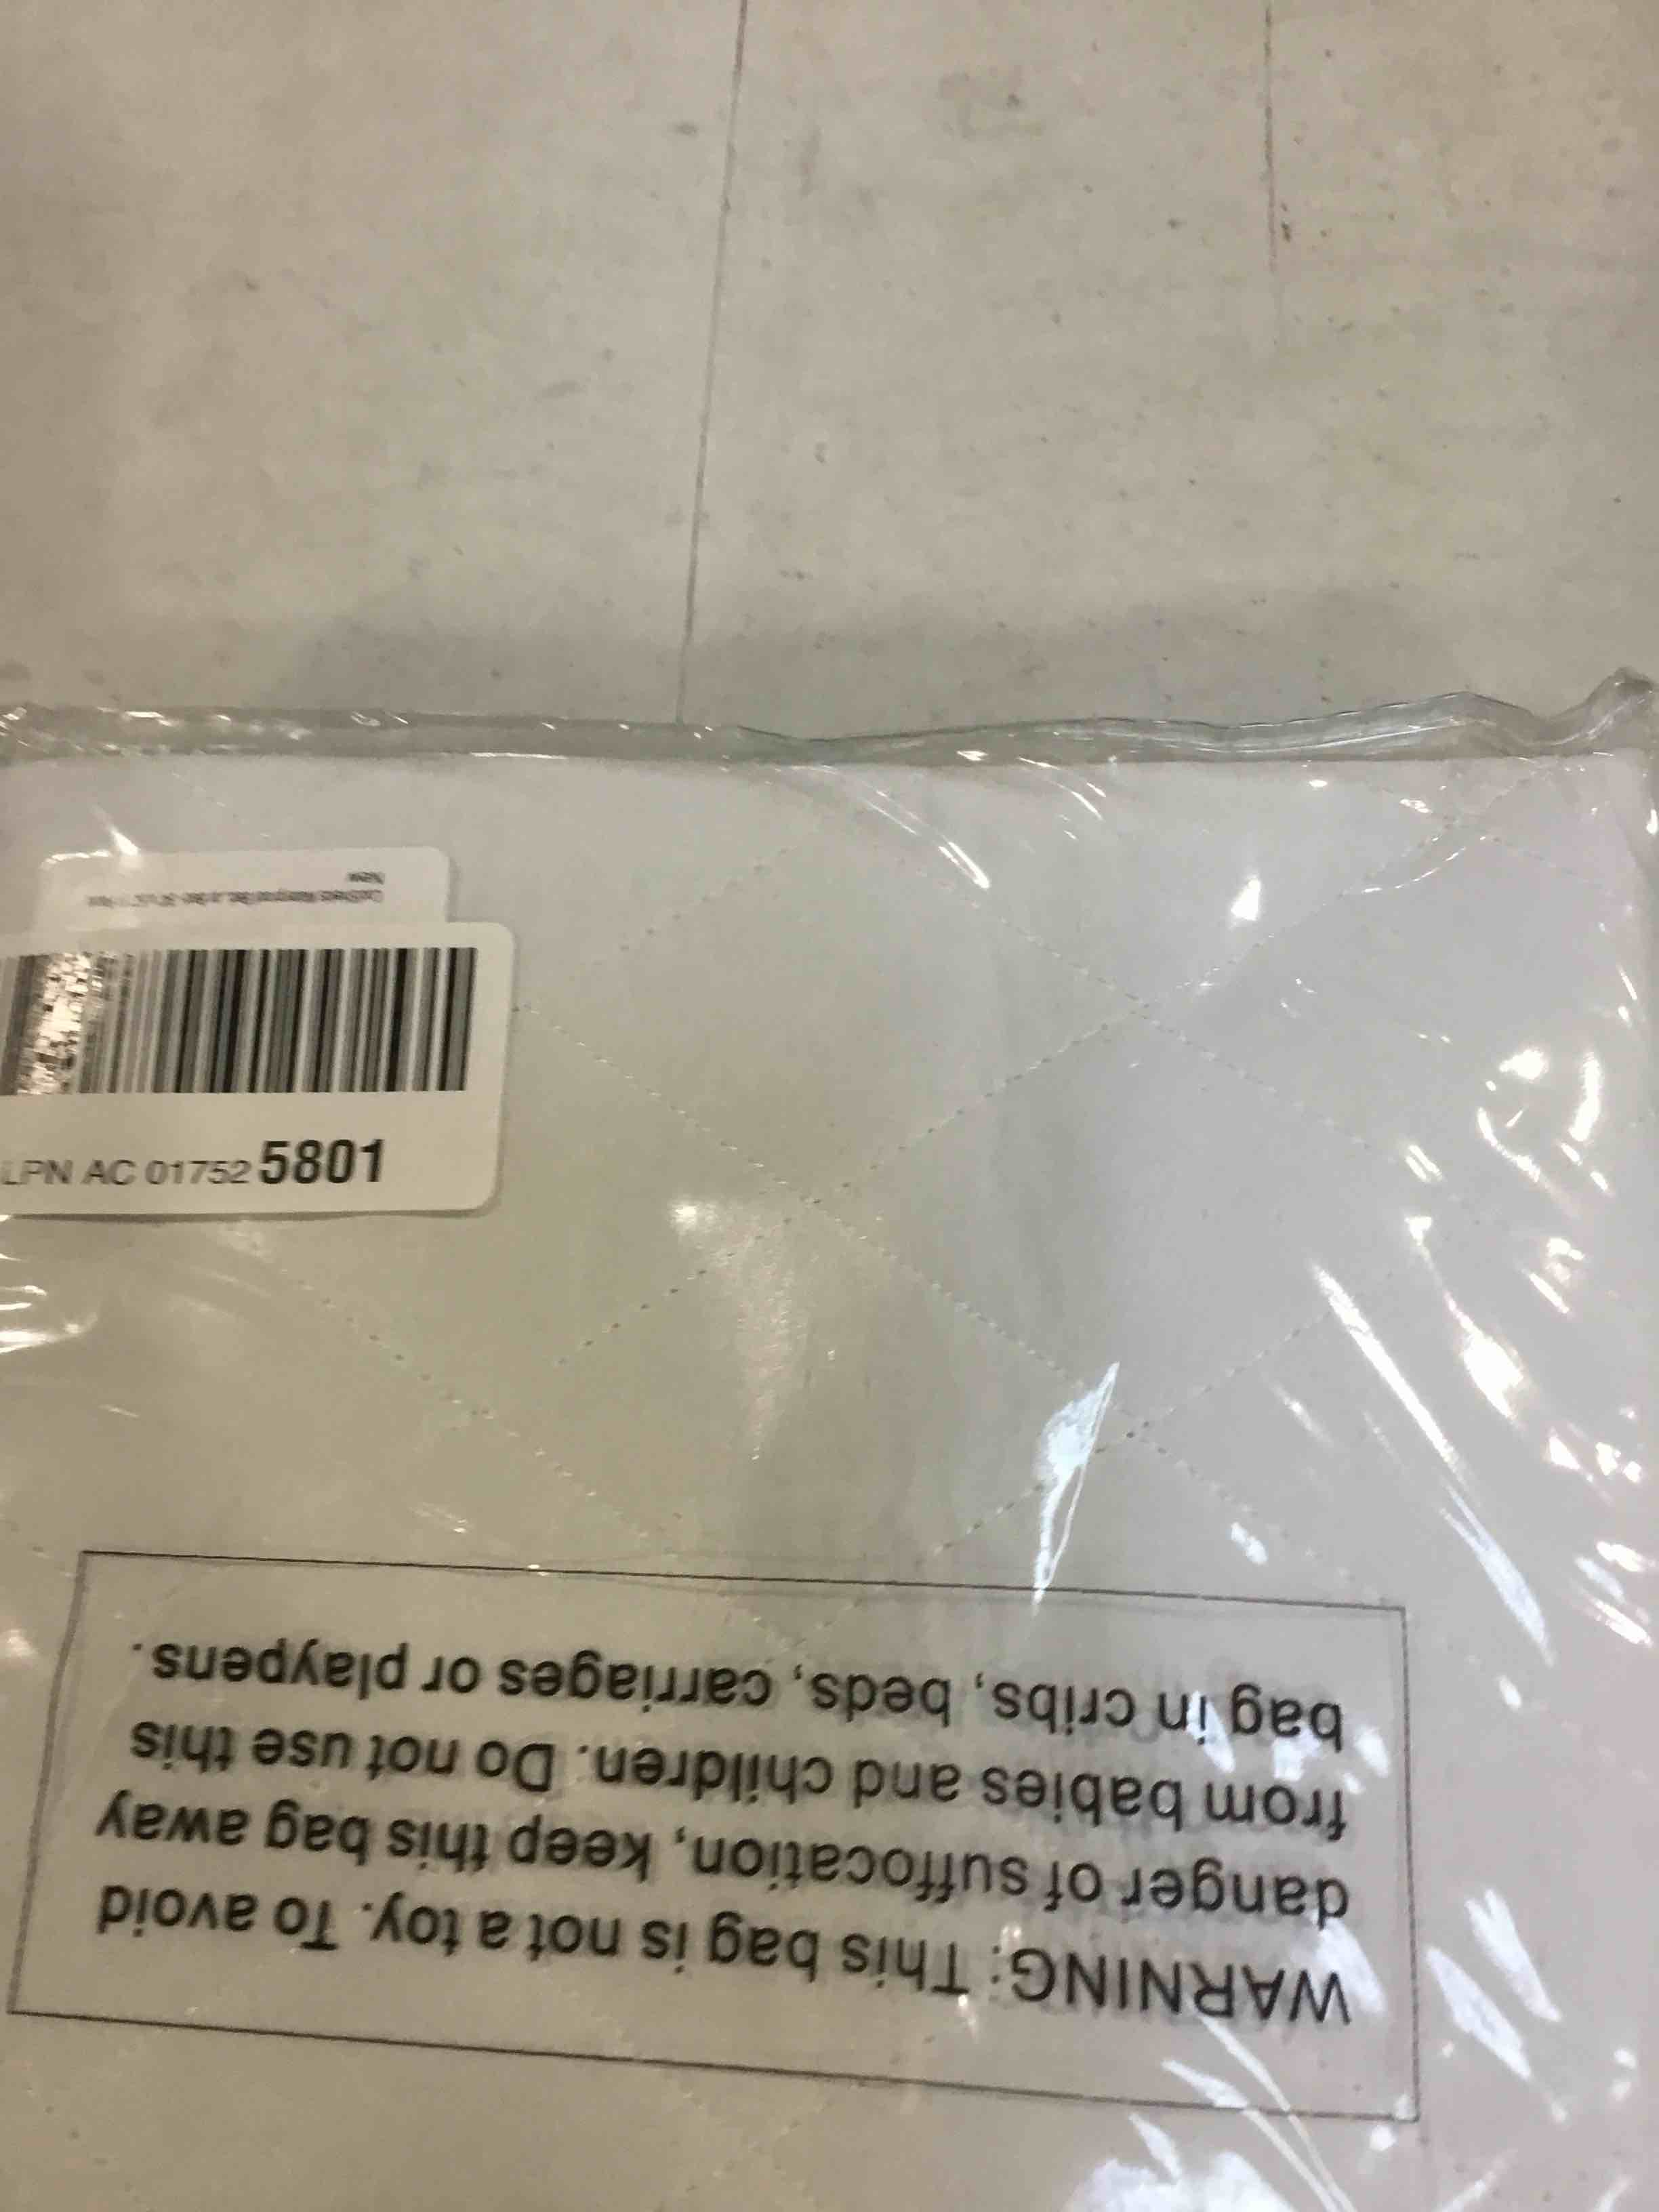 New
LPN AC 01752 5801
WARNING: This bag is not a toy. To avoid
danger of suffocation, keep this bag away
from babies and children. Do not use this
bag in cribs, beds, carriages or playpens.